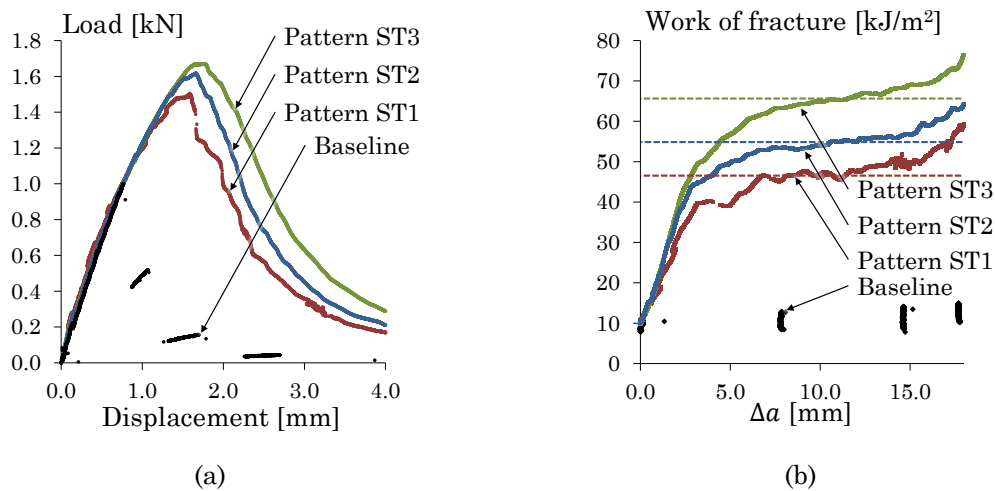 Load [kN]
1.8
1.6
1.4
1.2
1.0
0.8
0.6
0.4
0.2
0.0
0.0
1.0
2.0
3.0
4.0
Displacement [mm]
Pattern ST3
Pattern ST2
Pattern ST1
Baseline
(a)
Work of fracture [kJ/m²]
80
70
60
50
40
30
20
10
0
0.0
5.0
10.0
15.0
Δa [mm]
Pattern ST3
Pattern ST2
Pattern ST1
Baseline
(b)